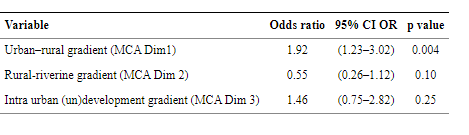 Variable Odds ratio 95% CI OR p value
Urban–rural gradient (MCA Dim1) 1.92 (1.23–3.02) 0.004
Rural-riverine gradient (MCA Dim 2) 0.55 (0.26–1.12) 0.10
Intra urban (un)development gradient (MCA Dim 3) 1.46 (0.75–2.82) 0.25